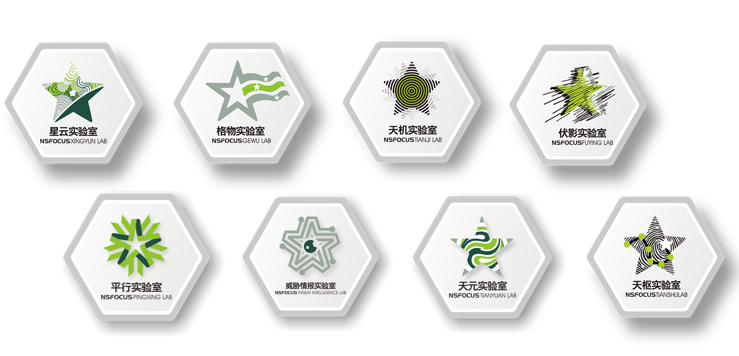 星云实验室
NSFOCUS XINGYUN LAB
格物实验室
NSFOCUS GEWU LAB
天机实验室
NSFOCUS TIANJI LAB
伏影实验室
NSFOCUS FUYING LAB
平行实验室
NSFOCUS PINGXING LAB
威胁情报实验室
NSFOCUS THREAT INTELLIGENCE LAB
天元实验室
NSFOCUS TIANYUAN LAB
天枢实验室
NSFOCUS TIANSHU LAB